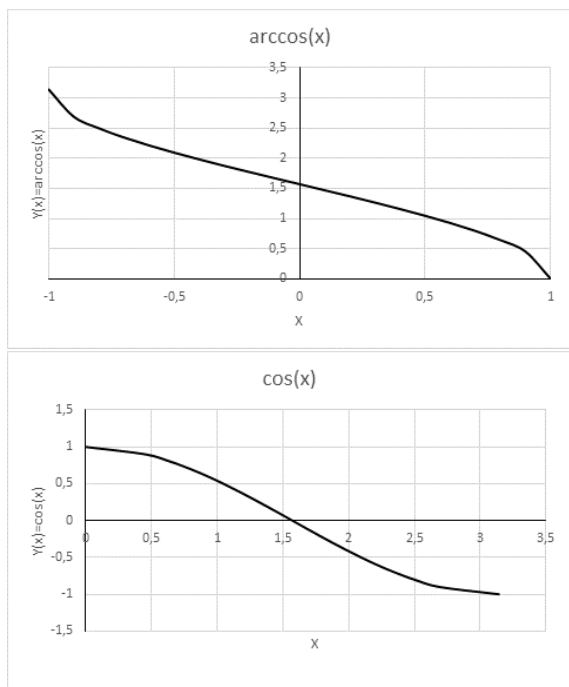 arccos(x)
3,5
3
2,5
2
1,5
1
0,5
0
-1 -0,5 0 0,5 1
Y(x)=arccos(x)
X
cos(x)
1,5
1
0,5
0
-0,5
-1
-1,5
0 0,5 1 1,5 2 2,5 3 3,5
Y(x)=cos(x)
X